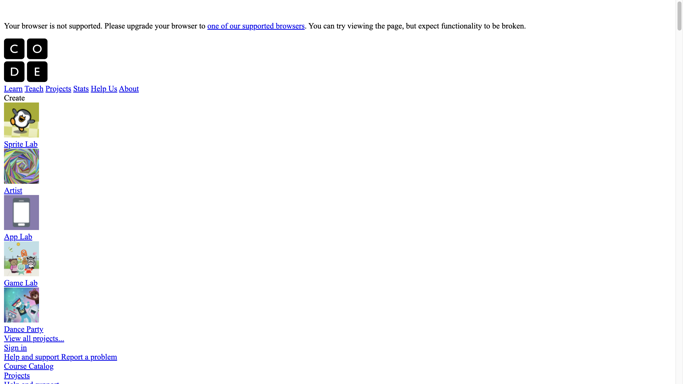 Your browser is not supported. Please upgrade your browser to one of our supported browsers. You can try viewing the page, but expect functionality to be broken.
C O
D E
Learn Teach Projects Stats Help Us About
Create
Sprite Lab
Artist
App Lab
Game Lab
Dance Party
View all projects...
Sign in
Help and support Report a problem
Course Catalog
Projects
Help and support